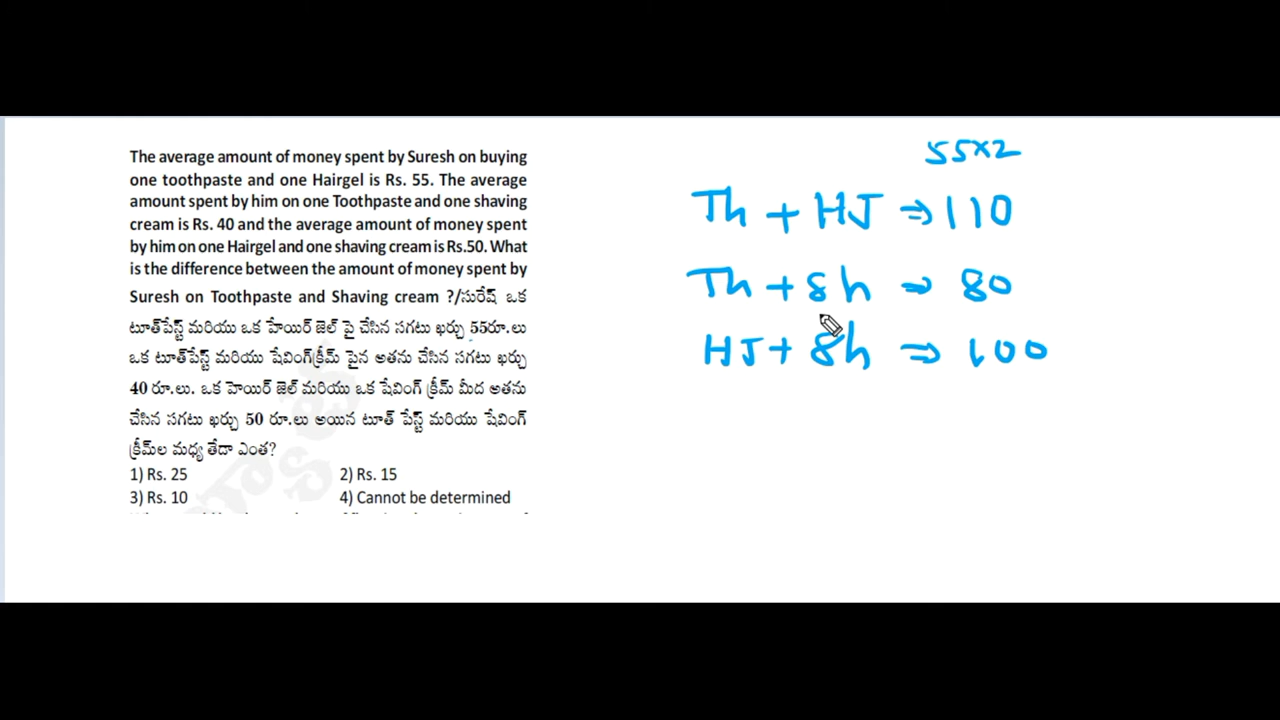 The average amount of money spent by Suresh on buying
one toothpaste and one Hairgel is Rs. 55. The average
amount spent by him on one Toothpaste and one shaving
cream is Rs. 40 and the average amount of money spent
by him on one Hairgel and one shaving cream is Rs.50. What
is the difference between the amount of money spent by
Suresh on Toothpaste and Shaving cream ?/సురేష్ ఒక
టూత్‌పేస్ట్ మరియు ఒక హేయిర్ జెల్ పై చేసిన సగటు ఖర్చు 55రూ.లు
ఒక టూత్‌పేస్ట్ మరియు షేవింగ్‌క్రీమ్ పైన అతను చేసిన సగటు ఖర్చు
40 రూ.లు. ఒక హెయిర్ జెల్ మరియు ఒక షేవింగ్ క్రీమ్ మీద అతను
చేసిన సగటు ఖర్చు 50 రూ.లు అయిన టూత్ పేస్ట్ మరియు షేవింగ్
క్రీమ్‌ల మధ్య తేడా ఎంత?
1) Rs. 25 2) Rs. 15
3) Rs. 10 4) Cannot be determined
55×2
Th + HJ ⇒ 110
Th + Sh ⇒ 80
HJ + Sh ⇒ 100